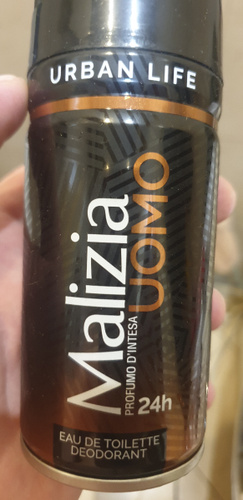 URBAN LIFE
Malizia
UOMO
PROFUMO D'INTESA
24h
EAU DE TOILETTE
DEODORANT